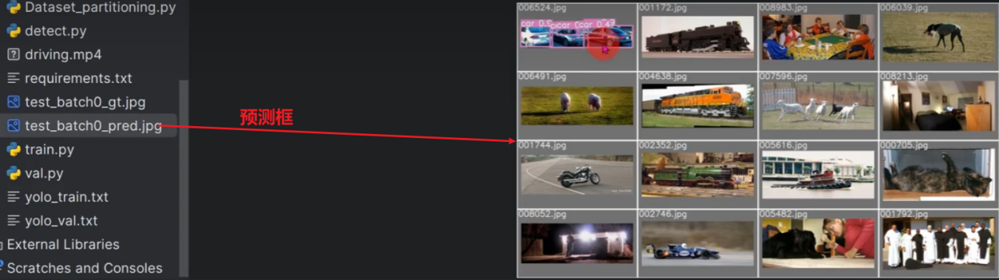 Dataset_partitioning.py
detect.py
driving.mp4
requirements.txt
test_batch0_gt.jpg
test_batch0_pred.jpg
train.py
val.py
yolo_train.txt
yolo_val.txt
External Libraries
Scratches and Consoles
预测框
006524.jpg
001172.jpg
008983.jpg
006039.jpg
car 0.
car 0.49
006491.jpg
004638.jpg
007596.jpg
008213.jpg
001744.jpg
002352.jpg
005616.jpg
000705.jpg
008052.jpg
002746.jpg
005482.jpg
001792.jpg